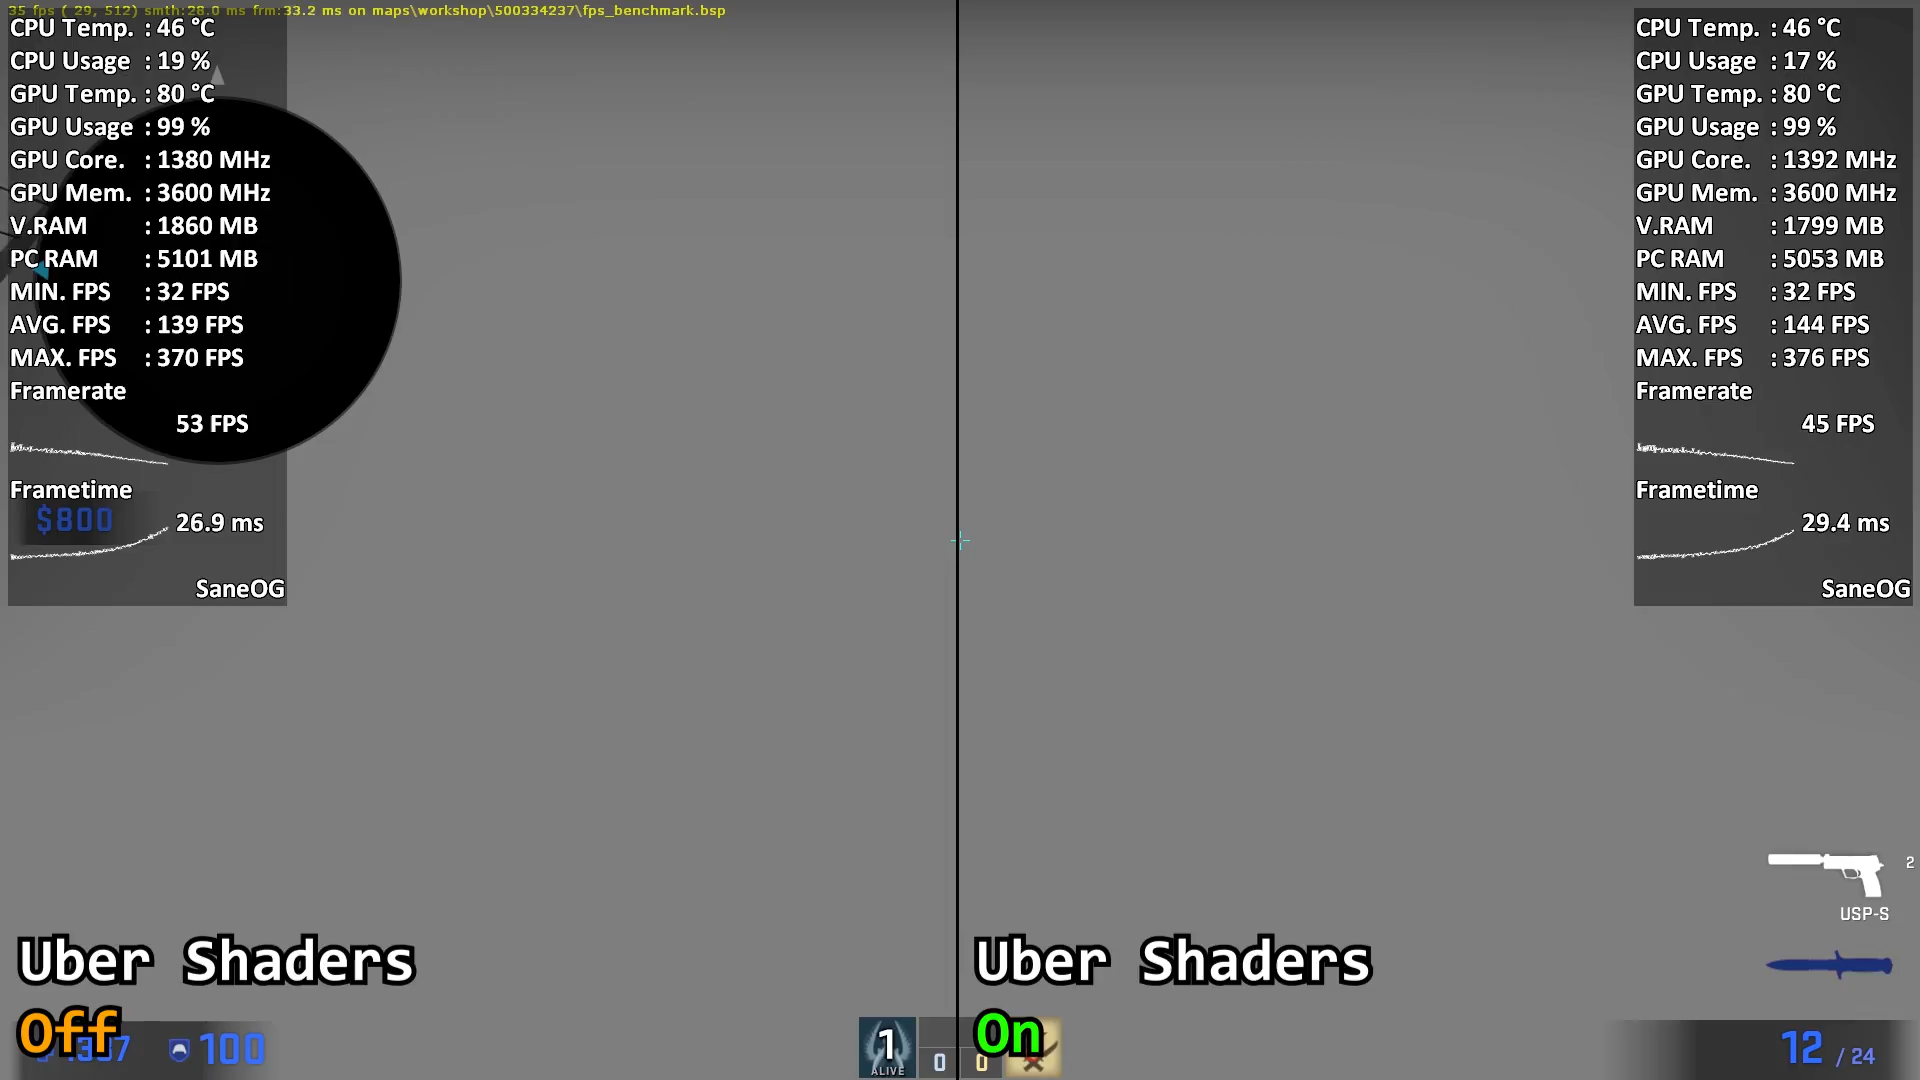 35 fps ( 29, 512) smth:28.0 ms frm:33.2 ms on maps\workshop\500334237\fps_benchmark.bsp
CPU Temp. : 46 °C
CPU Usage : 19 %
GPU Temp. : 80 °C
GPU Usage : 99 %
GPU Core. : 1380 MHz
GPU Mem. : 3600 MHz
V.RAM : 1860 MB
PC RAM : 5101 MB
MIN. FPS : 32 FPS
AVG. FPS : 139 FPS
MAX. FPS : 370 FPS
Framerate
53 FPS
Frametime
$800
26.9 ms
SaneOG
CPU Temp. : 46 °C
CPU Usage : 17 %
GPU Temp. : 80 °C
GPU Usage : 99 %
GPU Core. : 1392 MHz
GPU Mem. : 3600 MHz
V.RAM : 1799 MB
PC RAM : 5053 MB
MIN. FPS : 32 FPS
AVG. FPS : 144 FPS
MAX. FPS : 376 FPS
Framerate
45 FPS
Frametime
29.4 ms
SaneOG
2
USP-S
Uber Shaders
Off
100
Uber Shaders
On
1
ALIVE
0
0
12 / 24